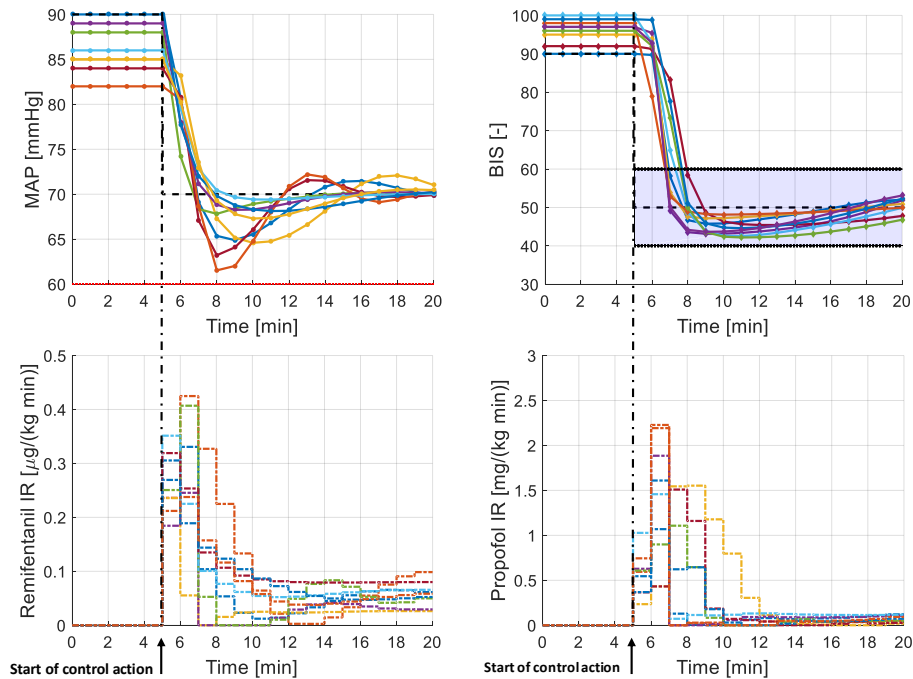 MAP [mmHg]
90
85
80
75
70
65
60
0 2 4 6 8 10 12 14 16 18 20
Time [min]
BIS [-]
100
90
80
70
60
50
40
30
0 2 4 6 8 10 12 14 16 18 20
Time [min]
Remifentanil IR [μg/(kg min)]
0.5
0.4
0.3
0.2
0.1
0
0 2 4 6 8 10 12 14 16 18 20
Start of control action
Time [min]
Propofol IR [mg/(kg min)]
3
2.5
2
1.5
1
0.5
0
0 2 4 6 8 10 12 14 16 18 20
Start of control action
Time [min]